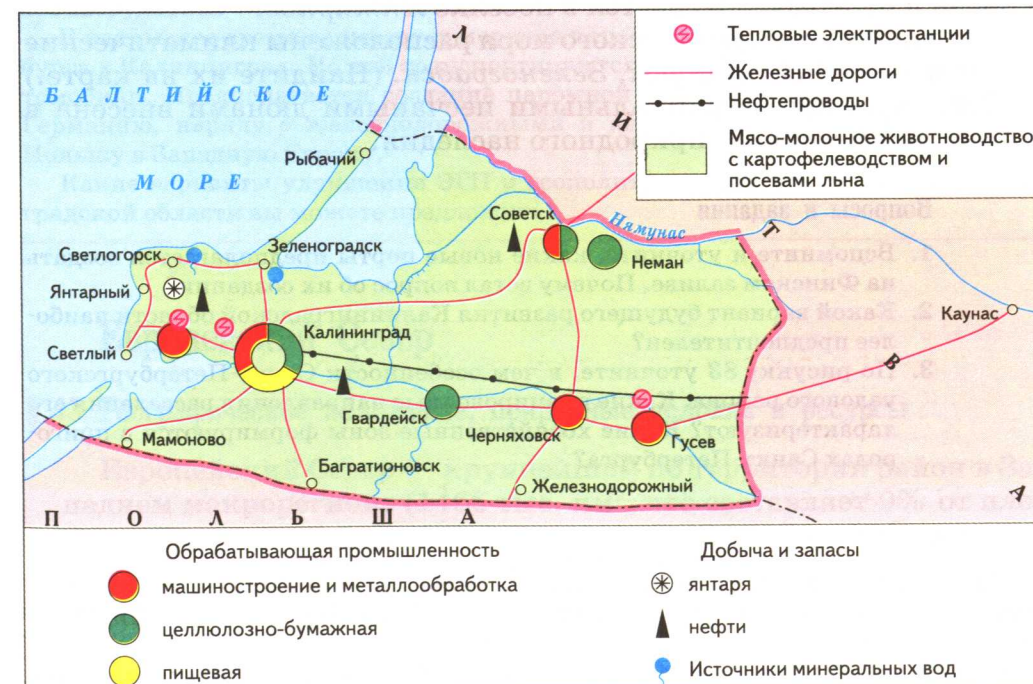 БАЛТИЙСКОЕ
МОРЕ
ЛИТВА
ПОЛЬША
Тепловые электростанции
Железные дороги
Нефтепроводы
Мясо-молочное животноводство
с картофелеводством и
посевами льна
Рыбачий
Советск
Нямунас
Неман
Светлогорск
Зеленоградск
Янтарный
Калининград
Светлый
Каунас
Гвардейск
Черняховск
Гусев
Мамоново
Багратионовск
Железнодорожный
Обрабатывающая промышленность
машиностроение и металлообработка
целлюлозно-бумажная
пищевая
Добыча и запасы
янтаря
нефти
Источники минеральных вод